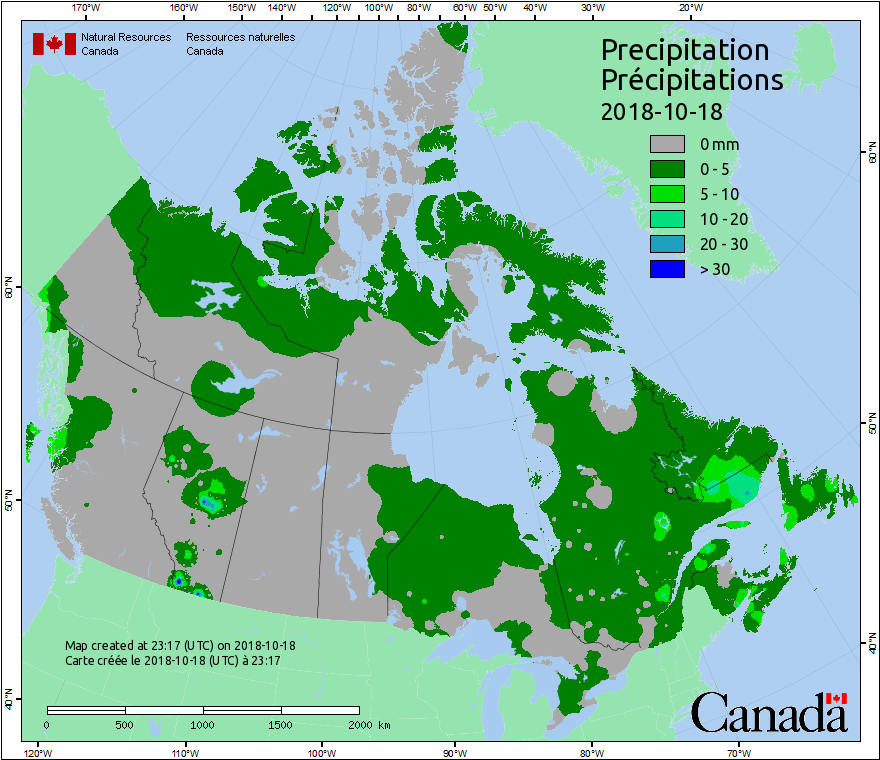 170°W 160°W 150°W 140°W 130°W 120°W 110°W 100°W 90°W 80°W 70°W 60°W 50°W 40°W 30°W 20°W
Natural Resources Ressources naturelles
Canada Canada
Precipitation
Précipitations
2018-10-18
0 mm
0 - 5
5 - 10
10 - 20
20 - 30
> 30
60°N
50°N
40°N
60°N
50°N
40°N
Map created at 23:17 (UTC) on 2018-10-18
Carte créée le 2018-10-18 (UTC) à 23:17
0 500 1000 1500 2000 km
Canada
120°W 110°W 100°W 90°W 80°W 70°W